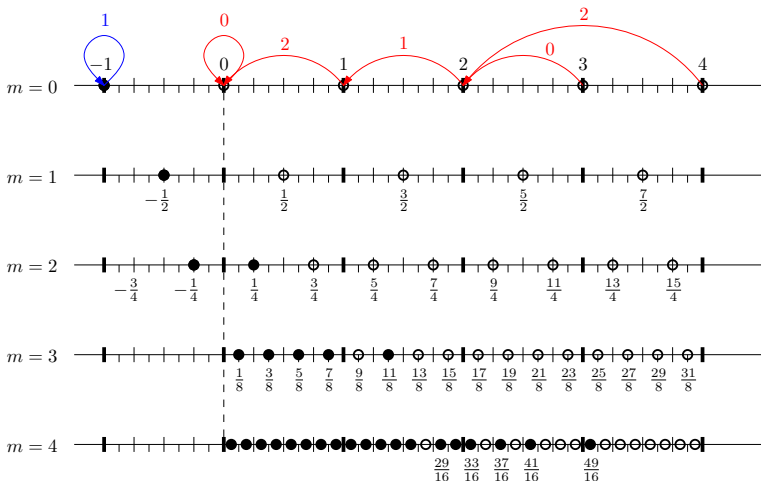 1 0 2
2 1 0
−1 0 1 2 3 4
m = 0
m = 1
−1/2 1/2 3/2 5/2 7/2
m = 2
−3/4 −1/4 1/4 3/4 5/4 7/4 9/4 11/4 13/4 15/4
m = 3
1/8 3/8 5/8 7/8 9/8 11/8 13/8 15/8 17/8 19/8 21/8 23/8 25/8 27/8 29/8 31/8
m = 4
29/16 33/16 37/16 41/16 49/16